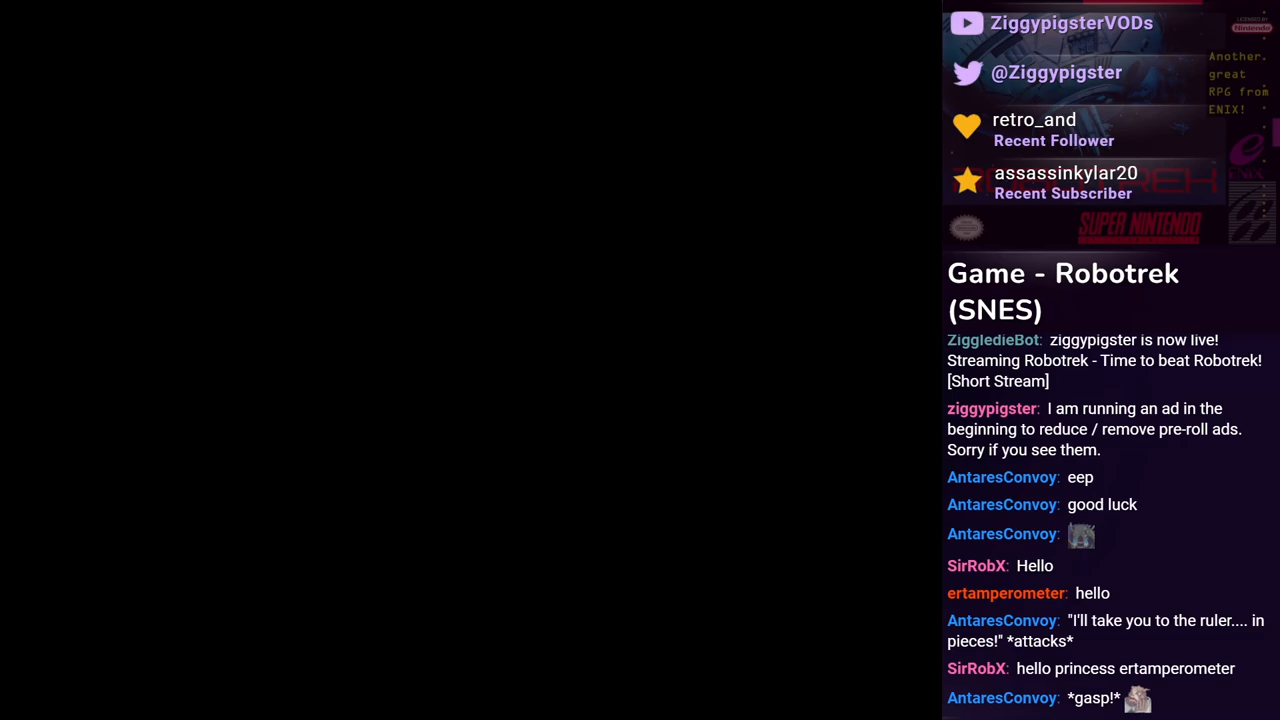 ZiggypigsterVODs
LICENSED BY
Nintendo
Another
great
RPG from
ENIX!
@Ziggypigster
retro_and
Recent Follower
assassinkylar20
Recent Subscriber
ENIX
SUPER NINTENDO
Game - Robotrek
(SNES)
ZiggledieBot: ziggypigster is now live!
Streaming Robotrek - Time to beat Robotrek!
[Short Stream]
ziggypigster: I am running an ad in the
beginning to reduce / remove pre-roll ads.
Sorry if you see them.
AntaresConvoy: eep
AntaresConvoy: good luck
AntaresConvoy:
SirRobX: Hello
ertamperometer: hello
AntaresConvoy: "I'll take you to the ruler.... in
pieces!" *attacks*
SirRobX: hello princess ertamperometer
AntaresConvoy: *gasp!*